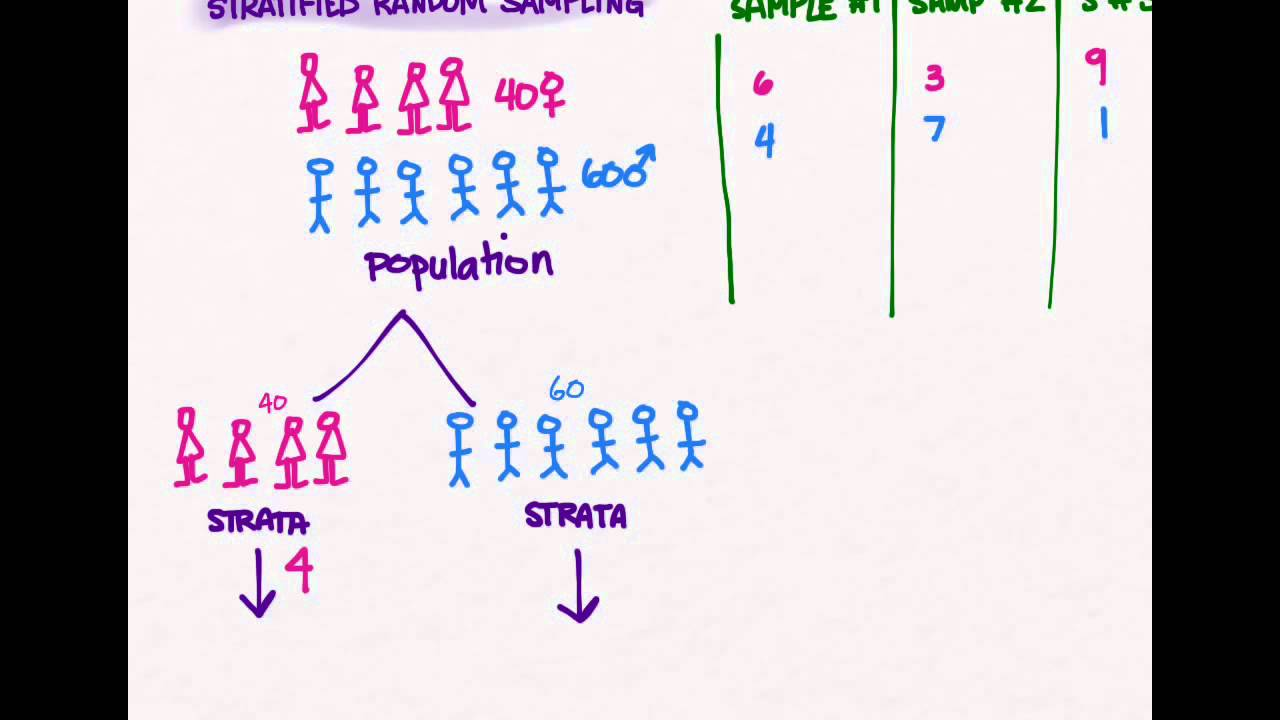 STRATIFIED RANDOM SAMPLING
SAMPLE #1 SAMP #2 S #3
40♀
60♂
6 3 9
4 7 1
population
40
60
STRATA
STRATA
4